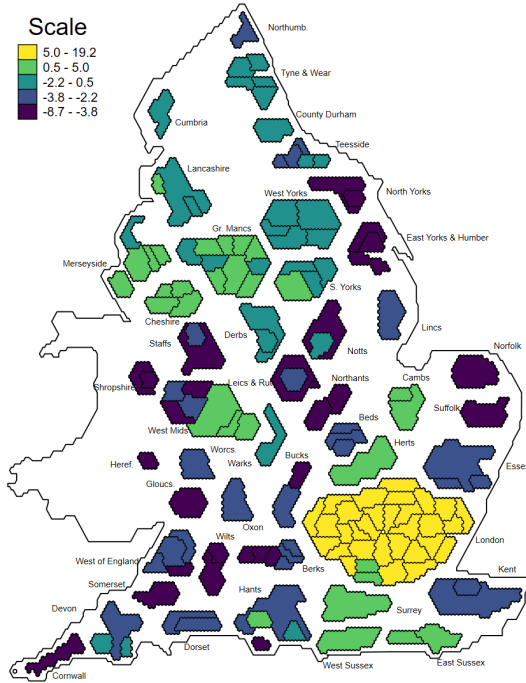 Scale
5.0 - 19.2
0.5 - 5.0
-2.2 - 0.5
-3.8 - -2.2
-8.7 - -3.8
Northumb.
Tyne & Wear
County Durham
Cumbria
Teesside
Lancashire
West Yorks
North Yorks
Gr. Mancs
East Yorks & Humber
Merseyside
S. Yorks
Cheshire
Lincs
Derbs
Staffs
Notts
Norfolk
Shropshire
Leics & Rut
Northants
Cambs
Suffolk
West Mids
Beds
Herts
Worcs.
Bucks
Heref.
Warks
Esse
Gloucs.
Oxon
Wilts
London
West of England
Berks
Kent
Somerset
Hants
Devon
Surrey
Dorset
West Sussex
East Sussex
Cornwall